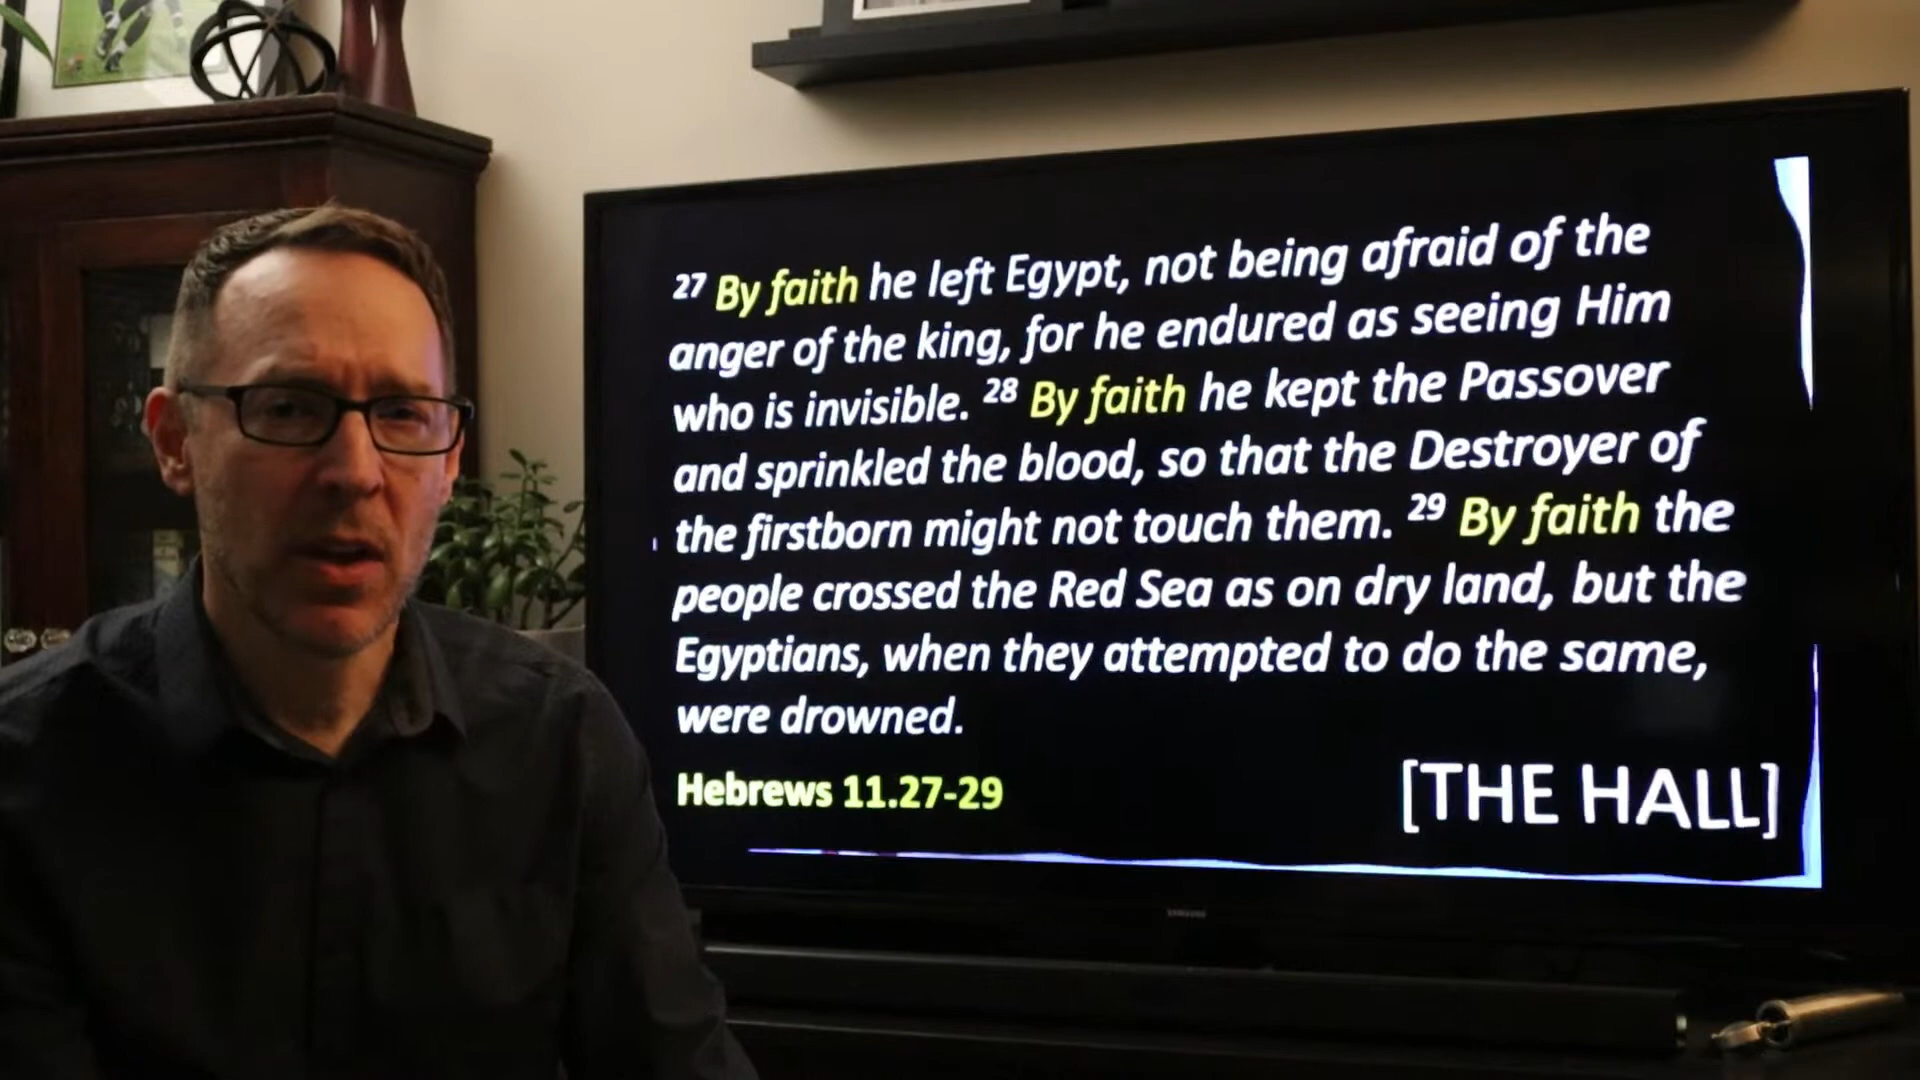 27 By faith he left Egypt, not being afraid of the
anger of the king, for he endured as seeing Him
who is invisible. 28 By faith he kept the Passover
and sprinkled the blood, so that the Destroyer of
the firstborn might not touch them. 29 By faith the
people crossed the Red Sea as on dry land, but the
Egyptians, when they attempted to do the same,
were drowned.
Hebrews 11.27-29
[THE HALL]
SAMSUNG